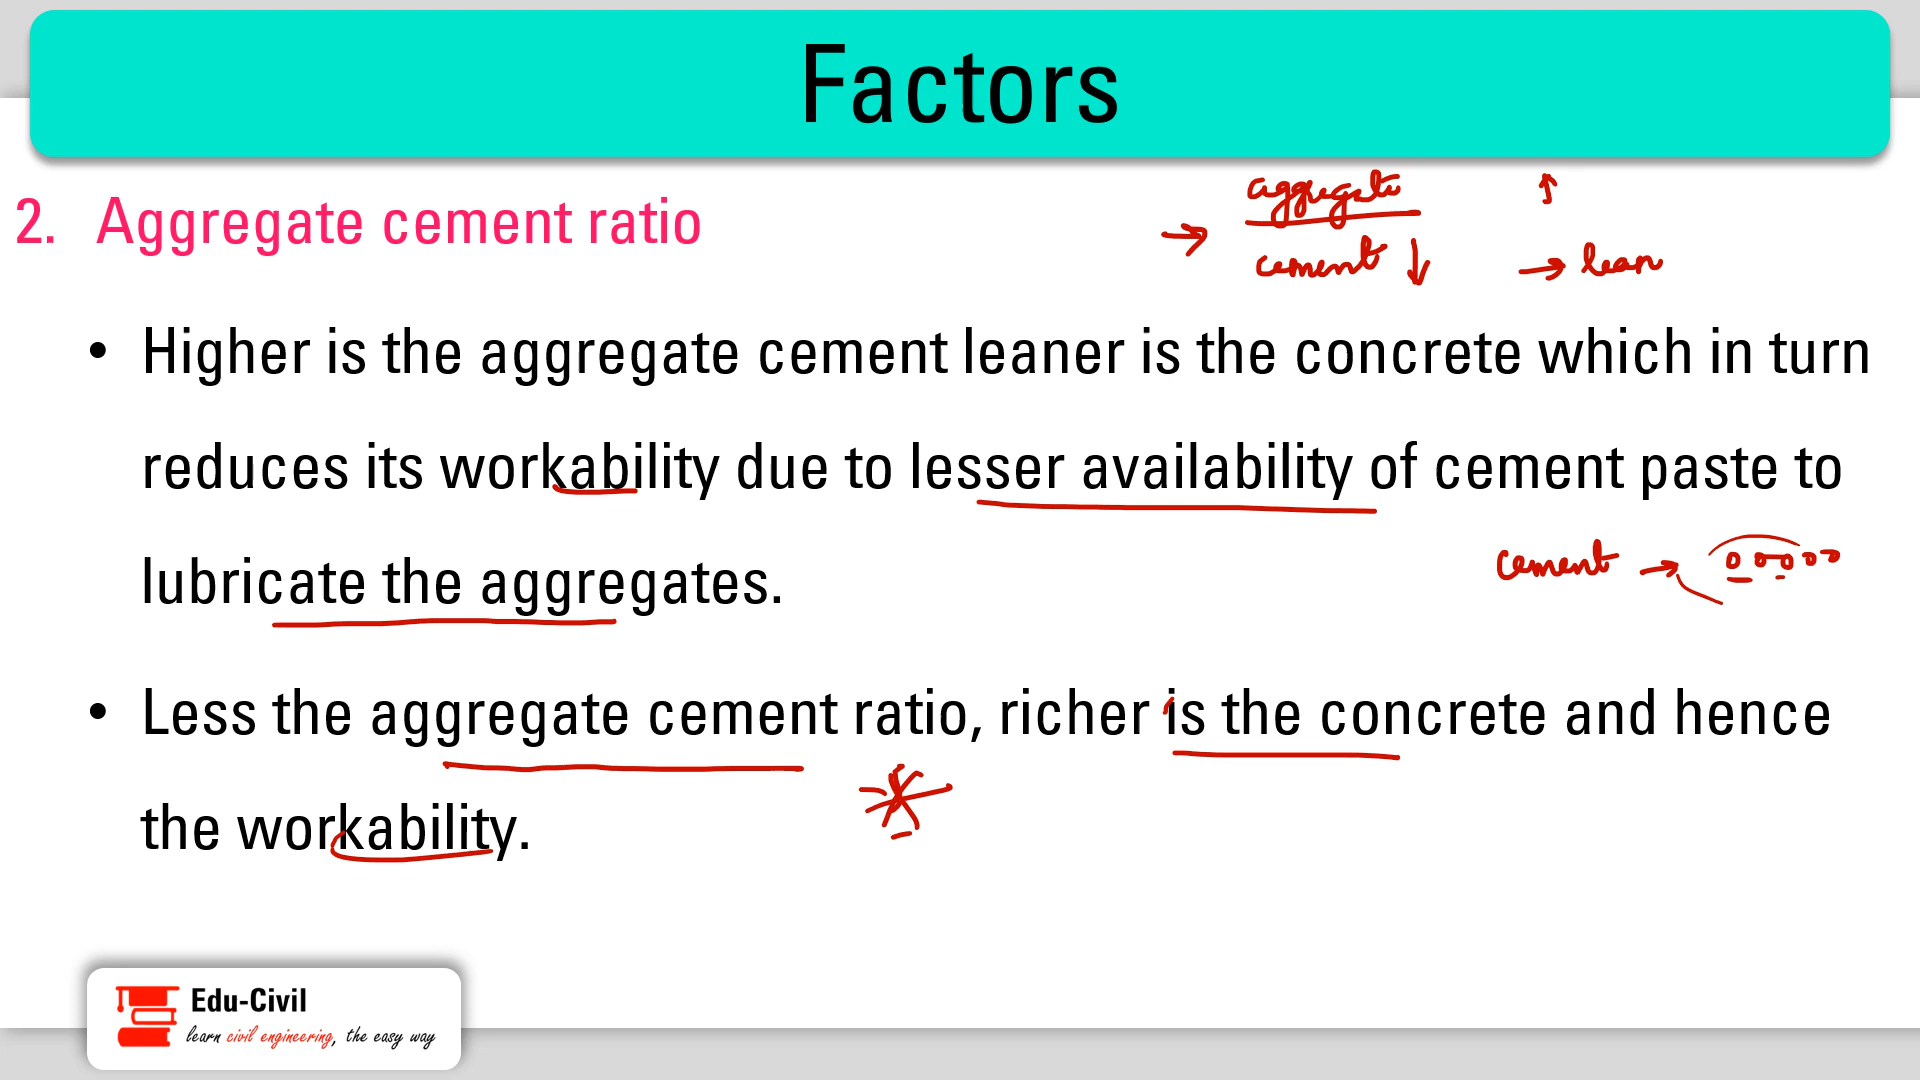 Factors
2. Aggregate cement ratio
aggregate ↑
→ cement ↓ → lean
• Higher is the aggregate cement leaner is the concrete which in turn
reduces its workability due to lesser availability of cement paste to
cement →
lubricate the aggregates.
• Less the aggregate cement ratio, richer is the concrete and hence
the workability.
Edu-Civil
learn civil engineering, the easy way